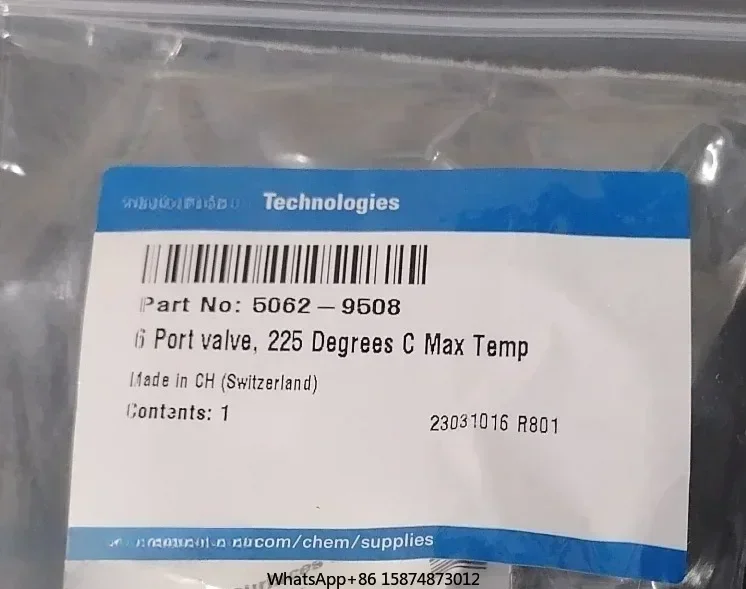 Technologies
Part No: 5062-9508
6 Port valve, 225 Degrees C Max Temp
Made in CH (Switzerland)
Contents: 1
23031016 R801
com/chem/supplies
WhatsApp+86 15874873012